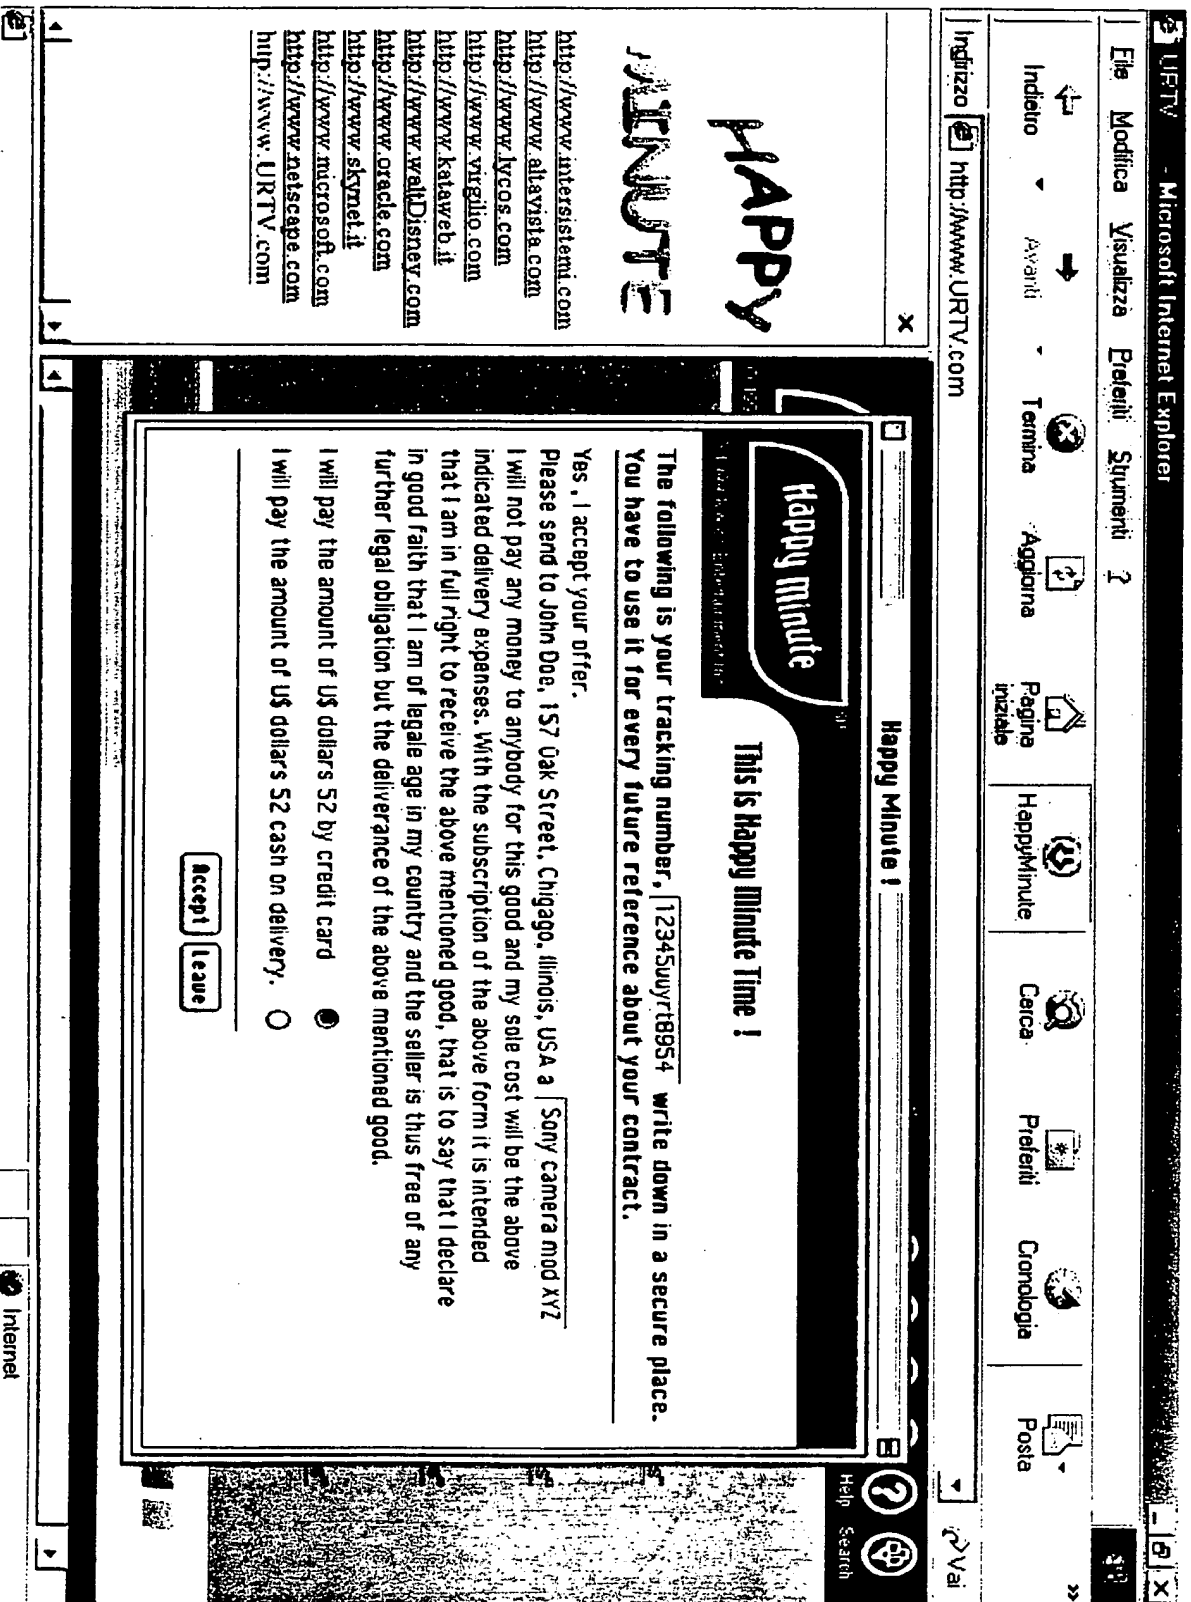 URTV - Microsoft Internet Explorer
File Modifica Visualizza Preferiti Strumenti ?
Indietro Avanti Termina Aggiorna Pagina iniziale HappyMinute Cerca Preferiti Cronologia Posta »
Indirizzo http://www.URTV.com Vai
HAPPY
MINUTE
http://www.intersistemi.com
http://www.altavista.com
http://www.lycos.com
http://www.virgilio.com
http://www.kataweb.it
http://www.waltDisney.com
http://www.oracle.com
http://www.skynet.it
http://www.microsoft.com
http://www.netscape.com
http://www.URTV.com
Help Search
Happy Minute !
Happy Minute
This is Happy Minute Time !
The following is your tracking number, 12345uuyrt8954 write down in a secure place.
You have to use it for every future reference about your contract.
Yes , I accept your offer.
Please send to John Doe, 157 Oak Street, Chigago, Illinois, USA a Sony camera mod XYZ
I will not pay any money to anybody for this good and my sole cost will be the above
indicated delivery expenses. With the subscription of the above form it is intended
that I am in full right to receive the above mentioned good, that is to say that I declare
in good faith that I am of legale age in my country and the seller is thus free of any
further legal obligation but the deliverance of the above mentioned good.
I will pay the amount of U$ dollars 52 by credit card
I will pay the amount of U$ dollars 52 cash on delivery.
Accept Leave
Internet